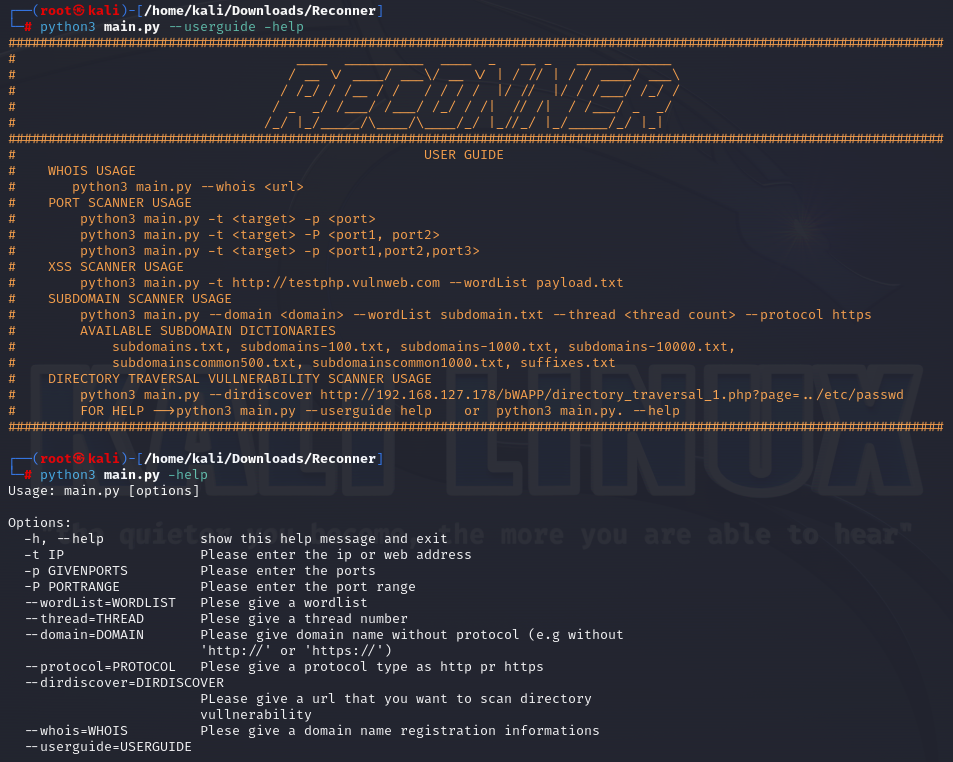 ┌──(root㉿kali)-[/home/kali/Downloads/Reconner]
└─# python3 main.py --userguide -help
#####################################################################################################################
# RECONNER
#####################################################################################################################
# USER GUIDE
# WHOIS USAGE
# python3 main.py --whois <url>
# PORT SCANNER USAGE
# python3 main.py -t <target> -p <port>
# python3 main.py -t <target> -P <port1, port2>
# python3 main.py -t <target> -p <port1,port2,port3>
# XSS SCANNER USAGE
# python3 main.py -t http://testphp.vulnweb.com --wordList payload.txt
# SUBDOMAIN SCANNER USAGE
# python3 main.py --domain <domain> --wordList subdomain.txt --thread <thread count> --protocol https
# AVAILABLE SUBDOMAIN DICTIONARIES
# subdomains.txt, subdomains-100.txt, subdomains-1000.txt, subdomains-10000.txt,
# subdomainscommon500.txt, subdomainscommon1000.txt, suffixes.txt
# DIRECTORY TRAVERSAL VULLNERABILITY SCANNER USAGE
# python3 main.py --dirdiscover http://192.168.127.178/bWAPP/directory_traversal_1.php?page=../etc/passwd
# FOR HELP -->python3 main.py --userguide help or python3 main.py. --help
#####################################################################################################################
┌──(root㉿kali)-[/home/kali/Downloads/Reconner]
└─# python3 main.py -help
Usage: main.py [options]
Options:
-h, --help show this help message and exit
-t IP Please enter the ip or web address
-p GIVENPORTS Please enter the ports
-P PORTRANGE Please enter the port range
--wordList=WORDLIST Plese give a wordlist
--thread=THREAD Plese give a thread number
--domain=DOMAIN Please give domain name without protocol (e.g without
'http://' or 'https://')
--protocol=PROTOCOL Plese give a protocol type as http pr https
--dirdiscover=DIRDISCOVER
PLease give a url that you want to scan directory
vullnerability
--whois=WHOIS Plese give a domain name registration informations
--userguide=USERGUIDE
KALI LINUX
"the quieter you become, the more you are able to hear"